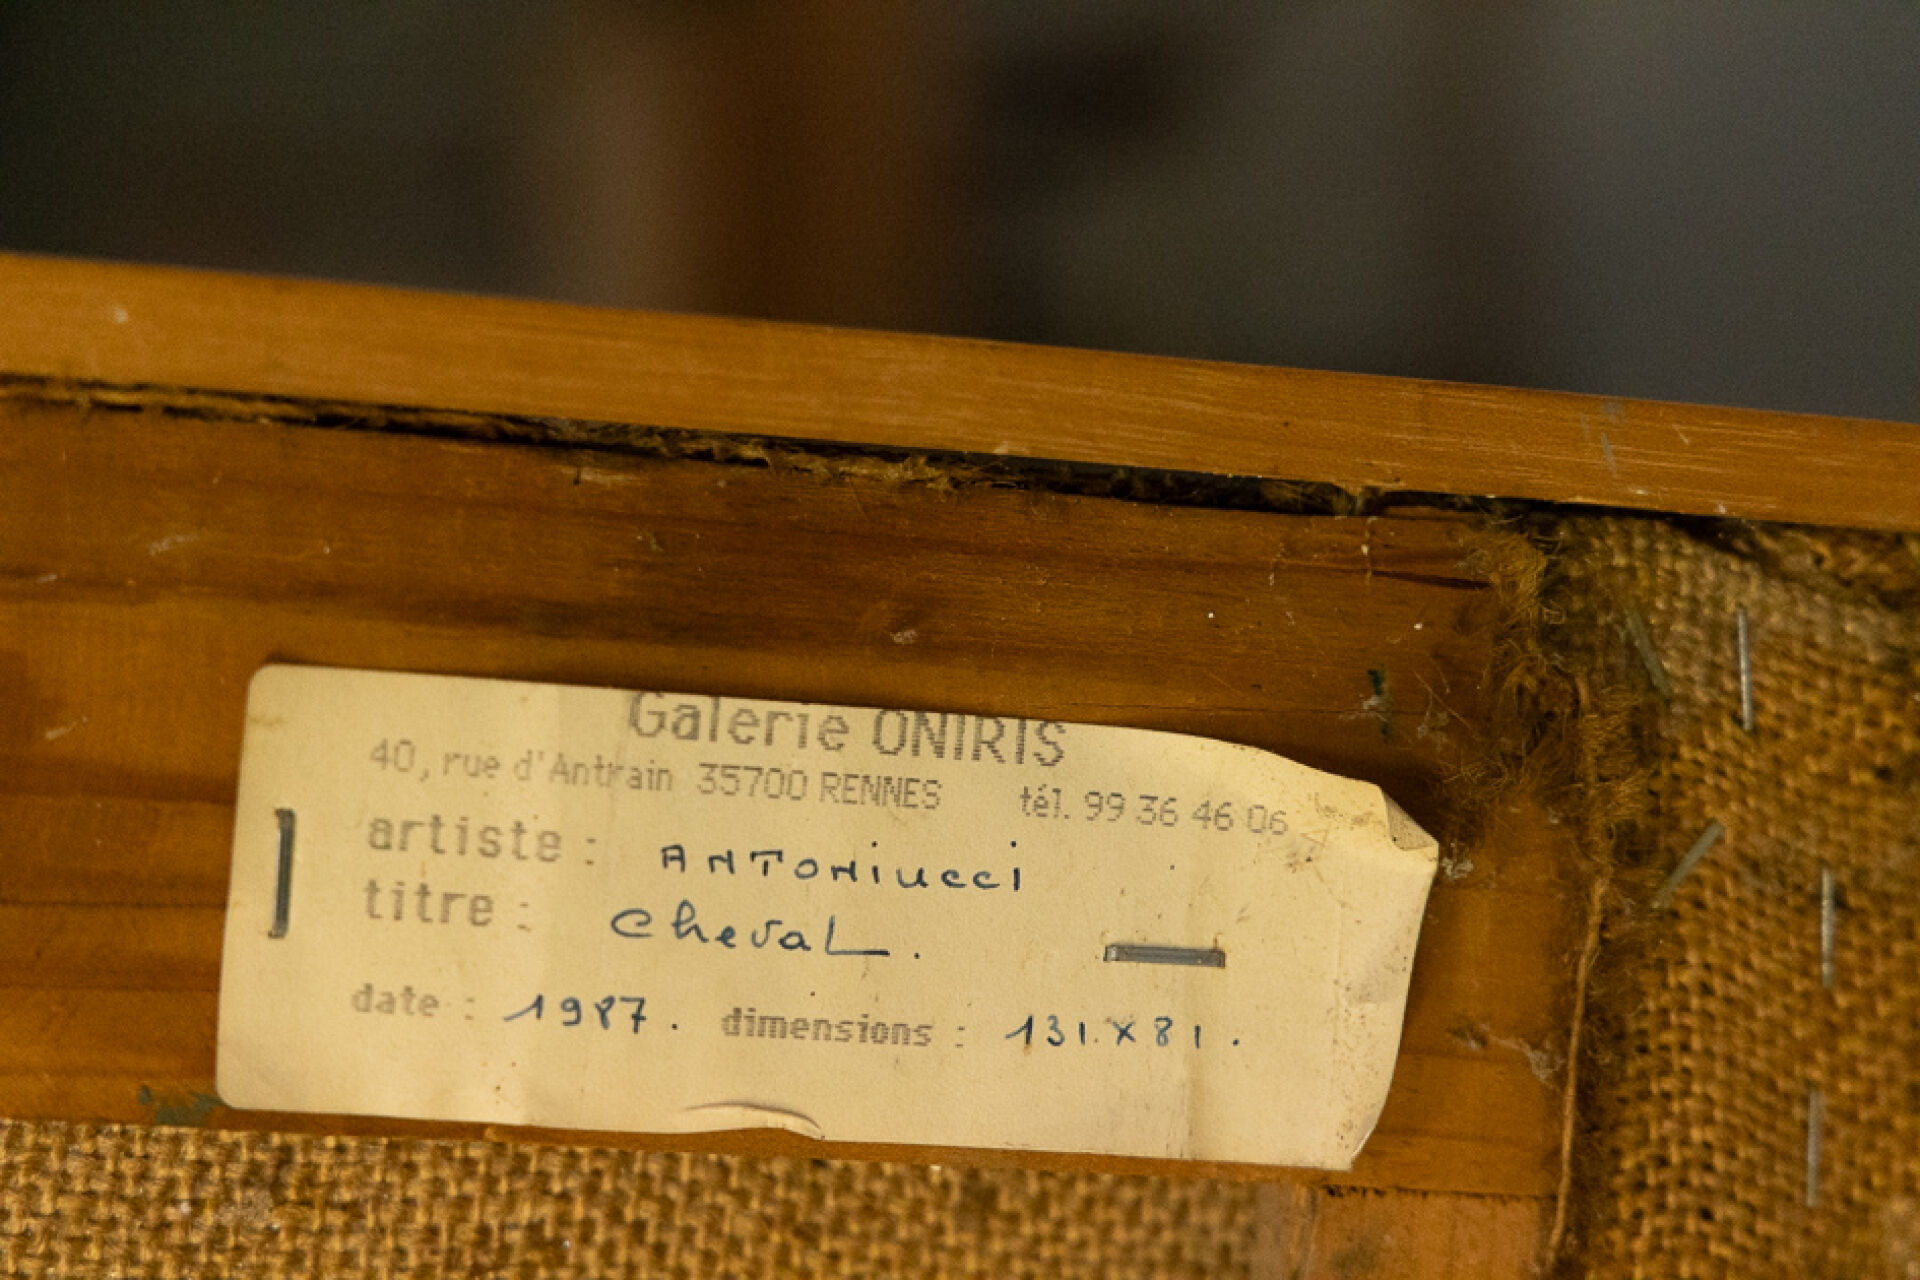 Galerie ONIRIS
40, rue d'Antrain 35700 RENNES tél. 99 36 46 06
artiste : ANTONIUCCI
titre : Cheval.
date : 1987. dimensions : 131 x 81.